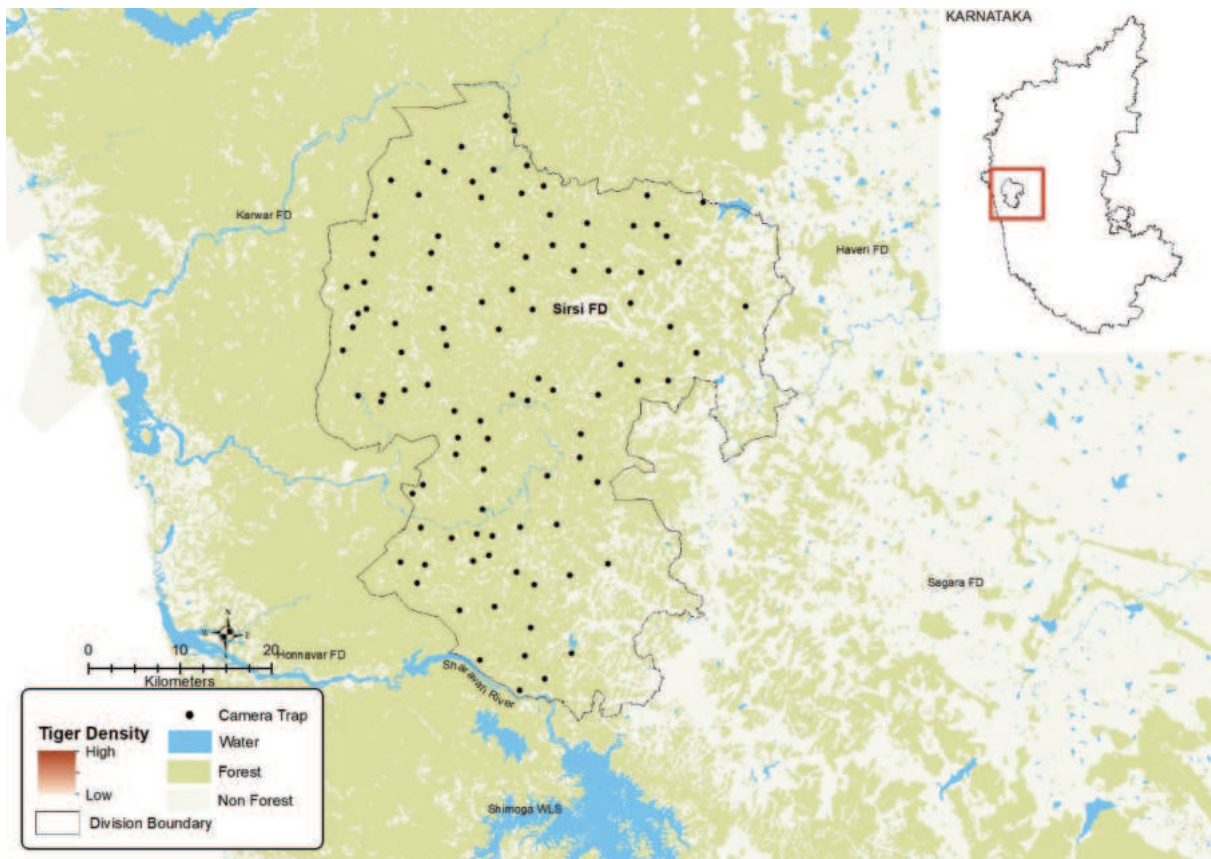 KARNATAKA
Karwar FD
Haveri FD
Sirsi FD
Sagara FD
N
W E
0 10 20
Kilometers
Honnavar FD
Sharavati River
Shimoga WLS
Tiger Density
High
Low
Camera Trap
Water
Forest
Non Forest
Division Boundary